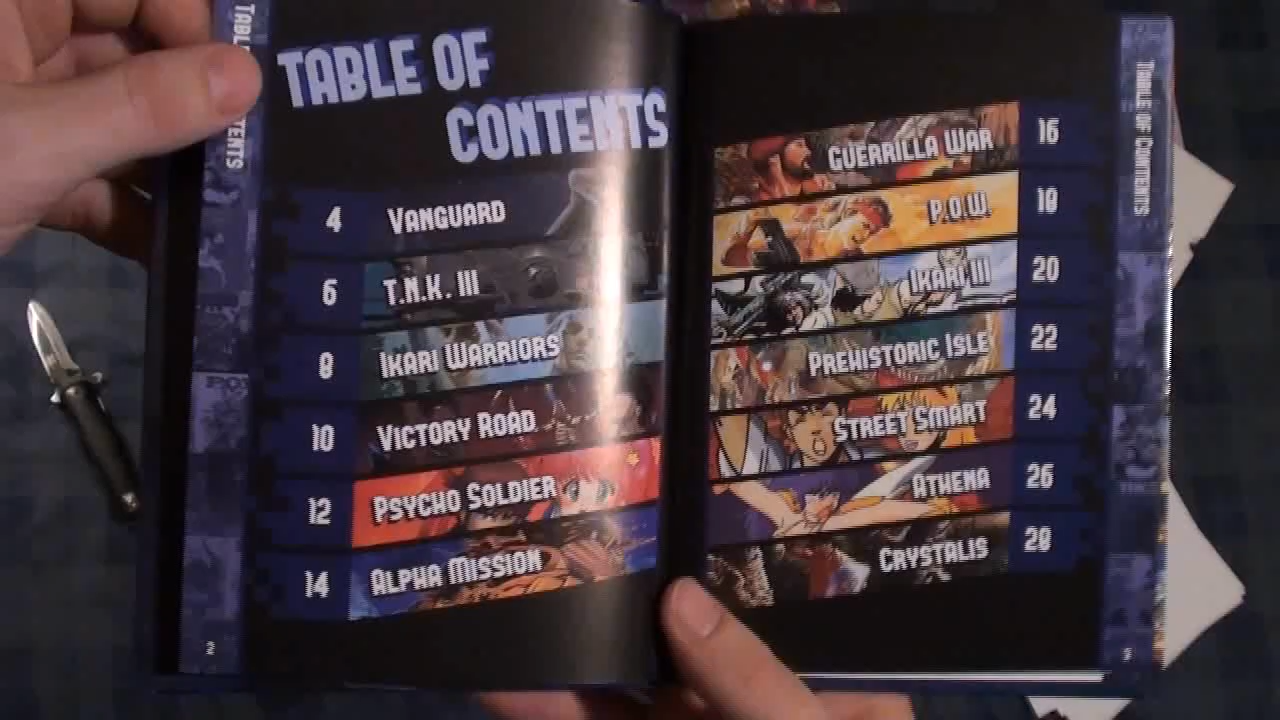 TABLE OF
CONTENTS
4 VANGUARD
6 T.N.K. III
8 IKARI WARRIORS
10 VICTORY ROAD
12 PSYCHO SOLDIER
14 ALPHA MISSION
2
GUERRILLA WAR 16
P.O.W. 18
IKARI III 20
PREHISTORIC ISLE 22
STREET SMART 24
ATHENA 26
CRYSTALIS 28
TABLE OF CONTENTS